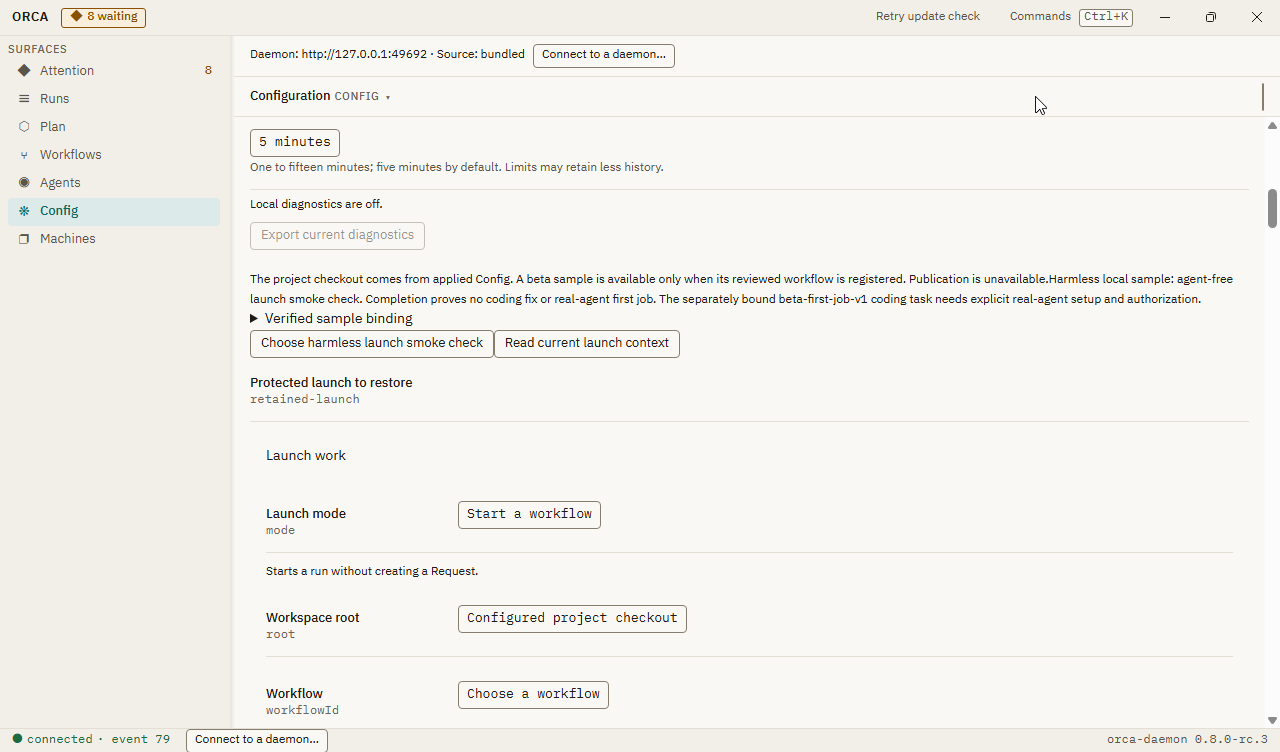 ORCA
8 waiting
Retry update check
Commands Ctrl+K
SURFACES
Attention 8
Runs
Plan
Workflows
Agents
Config
Machines
Daemon: http://127.0.0.1:49692 · Source: bundled Connect to a daemon...
Configuration CONFIG
5 minutes
One to fifteen minutes; five minutes by default. Limits may retain less history.
Local diagnostics are off.
Export current diagnostics
The project checkout comes from applied Config. A beta sample is available only when its reviewed workflow is registered. Publication is unavailable.Harmless local sample: agent-free
launch smoke check. Completion proves no coding fix or real-agent first job. The separately bound beta-first-job-v1 coding task needs explicit real-agent setup and authorization.
Verified sample binding
Choose harmless launch smoke check Read current launch context
Protected launch to restore
retained-launch
Launch work
Launch mode Start a workflow
mode
Starts a run without creating a Request.
Workspace root Configured project checkout
root
Workflow Choose a workflow
workflowId
connected · event 79 Connect to a daemon... orca-daemon 0.8.0-rc.3